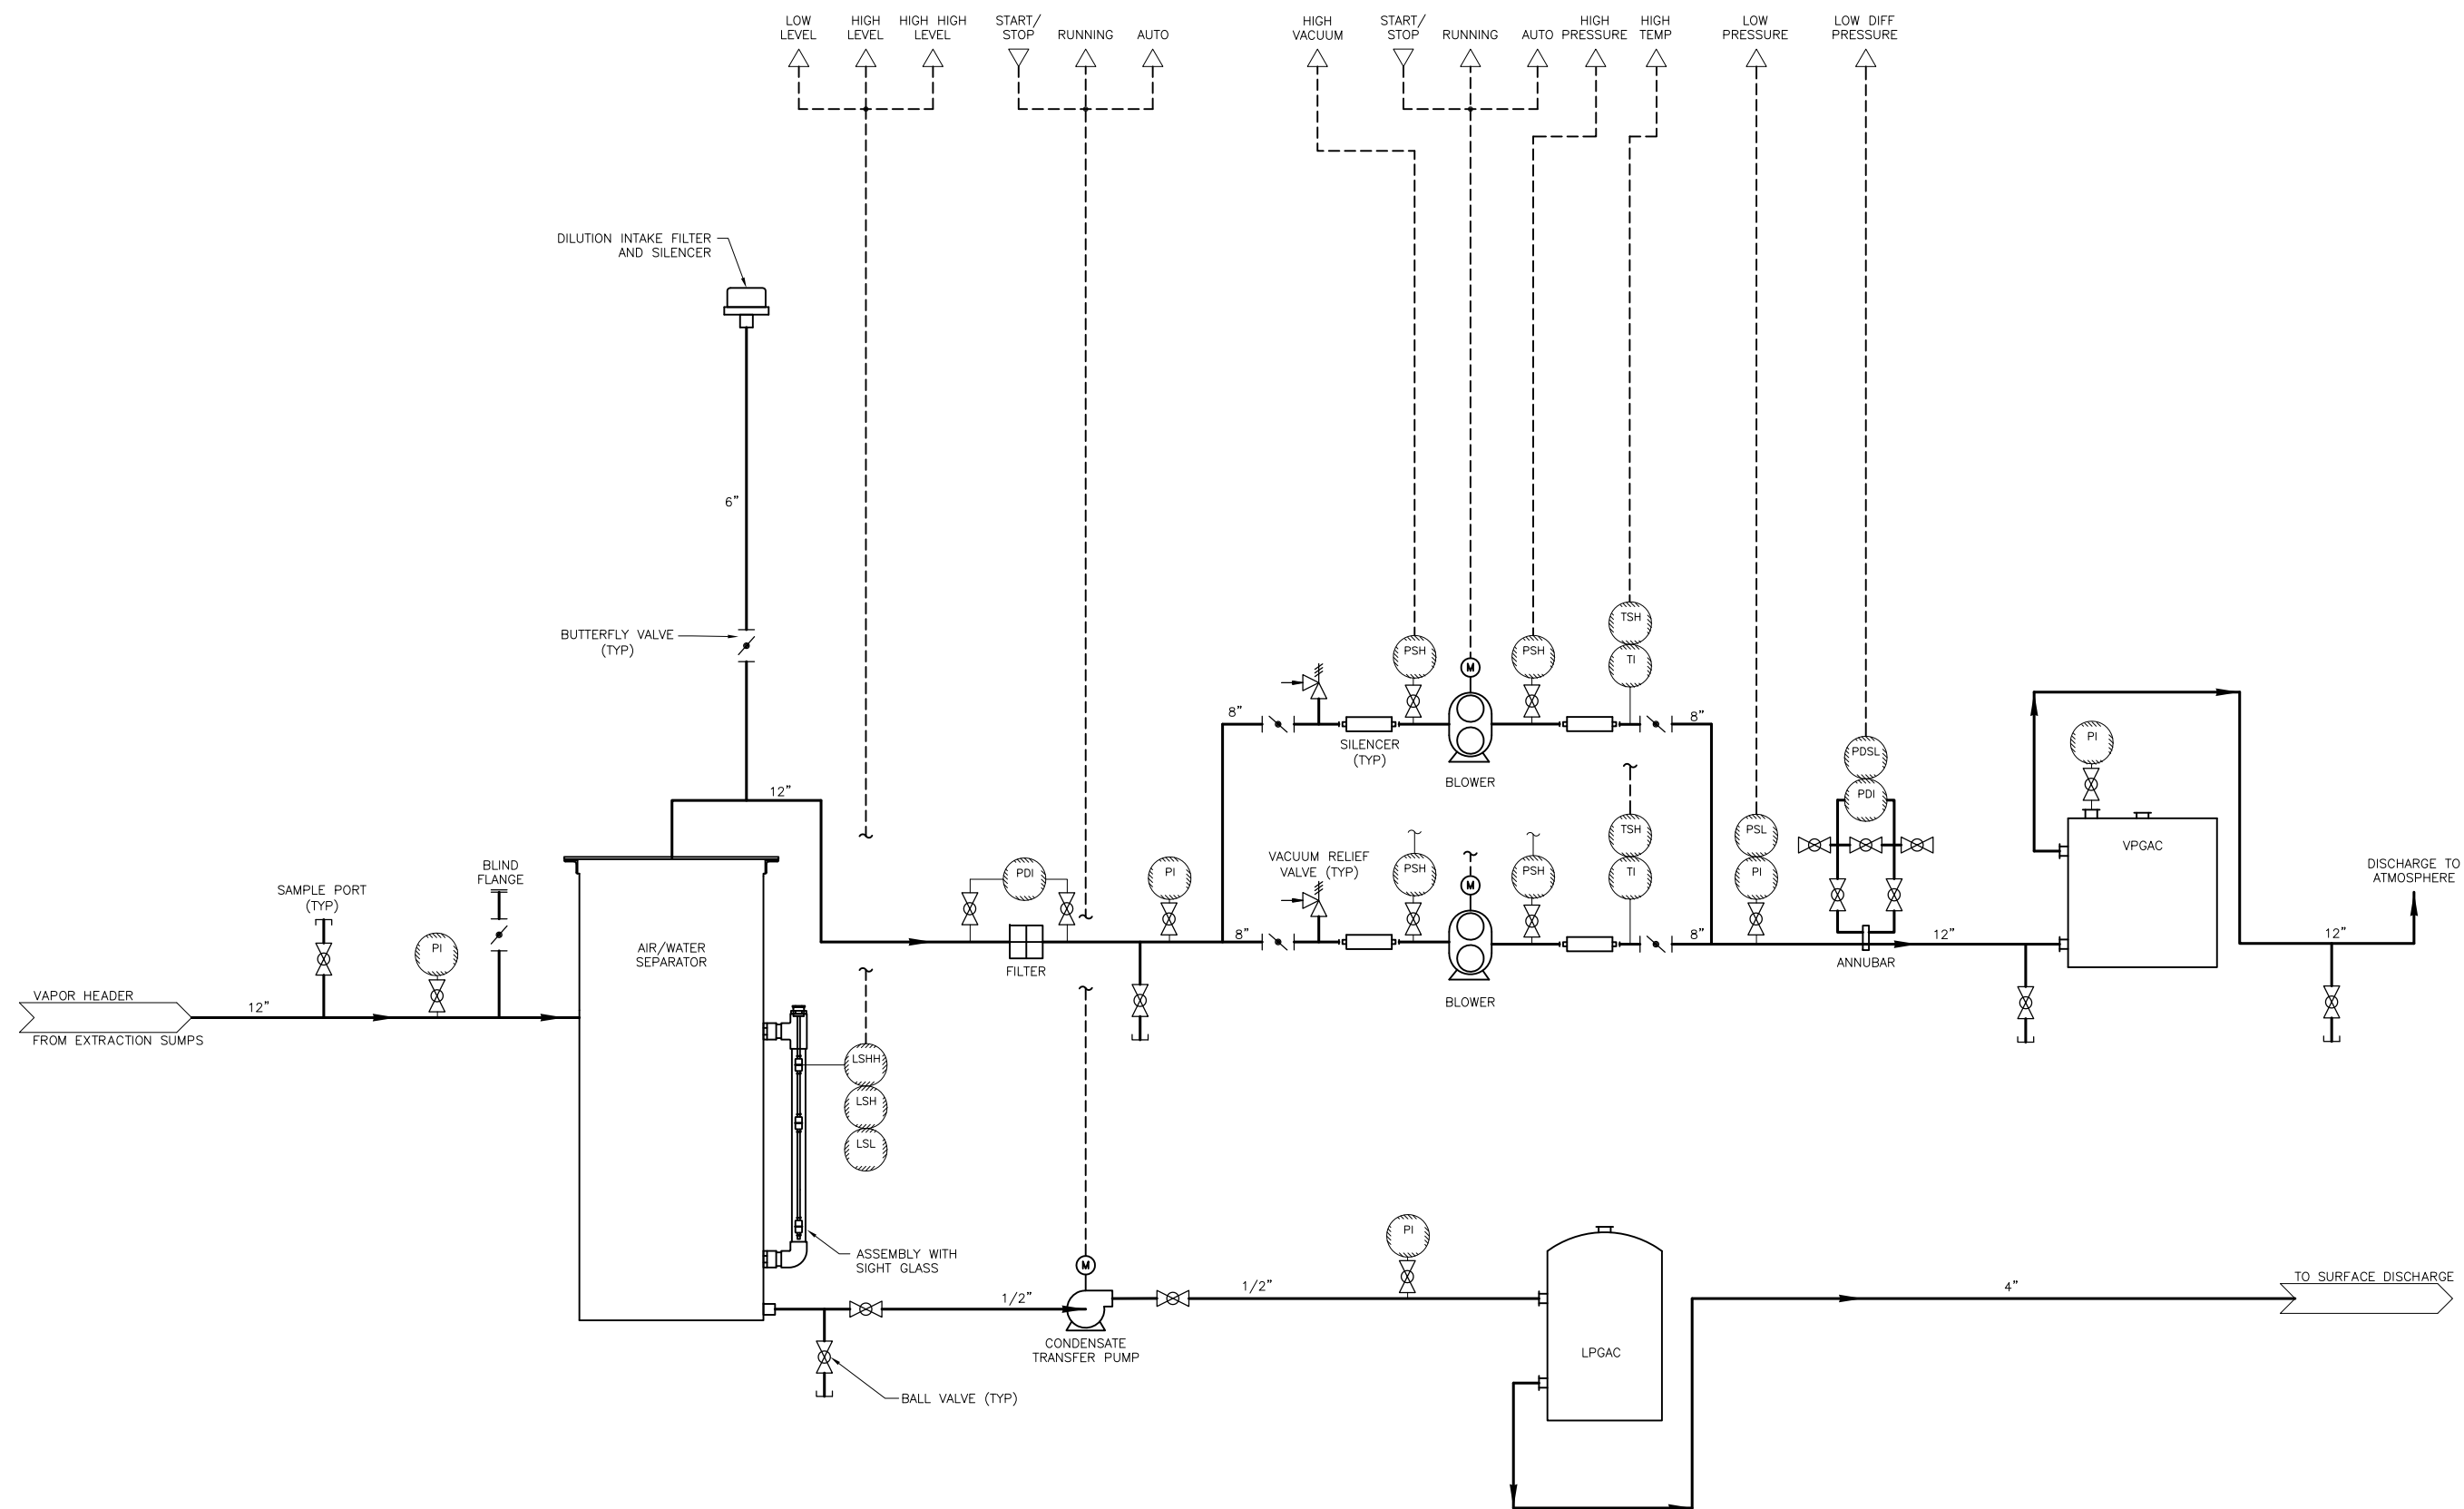 LOW
LEVEL
HIGH
LEVEL
HIGH HIGH
LEVEL
START/
STOP
RUNNING
AUTO
HIGH
VACUUM
START/
STOP
RUNNING
AUTO
HIGH
PRESSURE
HIGH
TEMP
LOW
PRESSURE
LOW DIFF
PRESSURE
DILUTION INTAKE FILTER
AND SILENCER
6"
BUTTERFLY VALVE
(TYP)
TSH
TI
PSH
M
PSH
8"
8"
SILENCER
(TYP)
BLOWER
PDSL
PDI
PI
VPGAC
12"
BLIND
FLANGE
SAMPLE PORT
(TYP)
PI
AIR/WATER
SEPARATOR
PDI
FILTER
PI
VACUUM RELIEF
VALVE (TYP)
8"
PSH
M
PSH
TSH
TI
8"
BLOWER
PSL
PI
ANNUBAR
12"
DISCHARGE TO
ATMOSPHERE
12"
VAPOR HEADER
12"
FROM EXTRACTION SUMPS
LSHH
LSH
LSL
ASSEMBLY WITH
SIGHT GLASS
M
1/2"
CONDENSATE
TRANSFER PUMP
1/2"
PI
BALL VALVE (TYP)
LPGAC
4"
TO SURFACE DISCHARGE